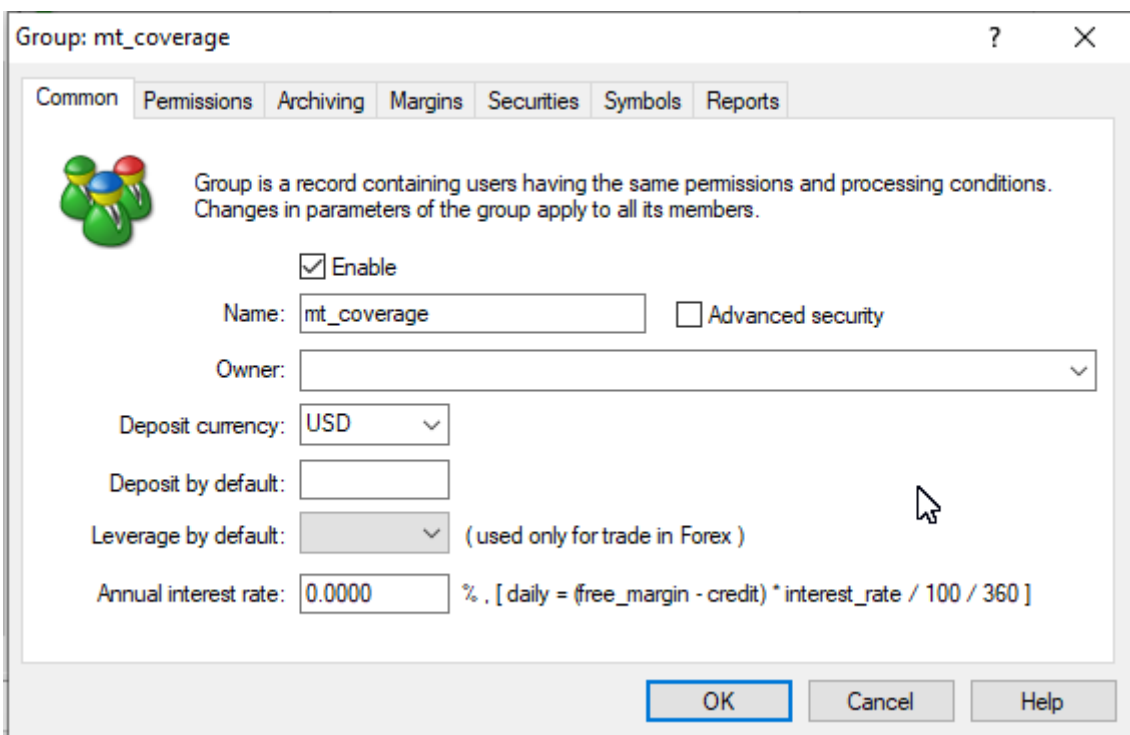 Group: mt_coverage ?
Common Permissions Archiving Margins Securities Symbols Reports
Group is a record containing users having the same permissions and processing conditions.
Changes in parameters of the group apply to all its members.
Enable
Name: mt_coverage Advanced security
Owner:
Deposit currency: USD
Deposit by default:
Leverage by default: ( used only for trade in Forex )
Annual interest rate: 0.0000 % , [ daily = (free_margin - credit) * interest_rate / 100 / 360 ]
OK Cancel Help